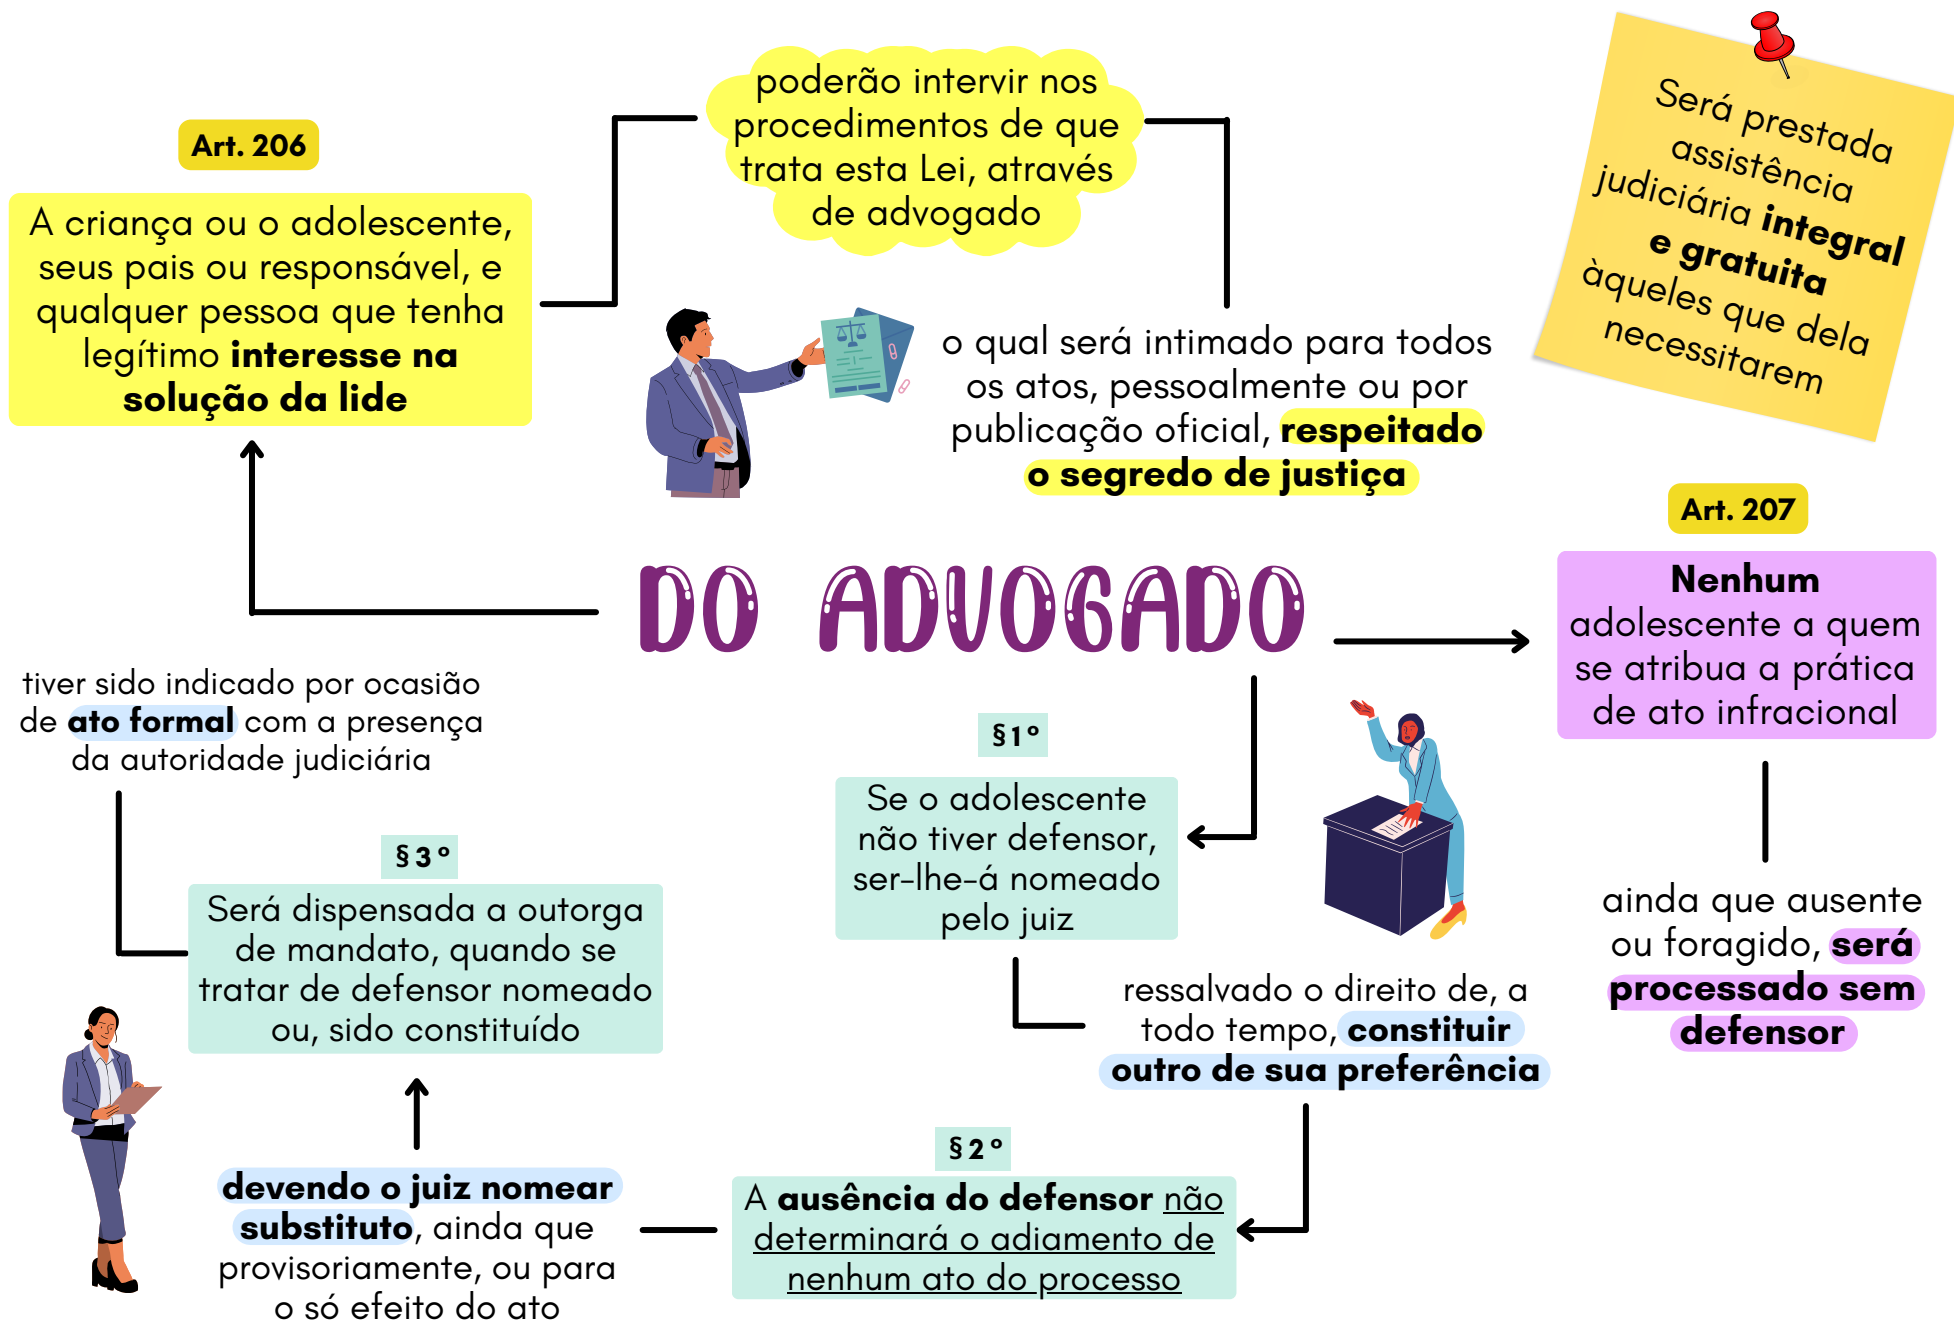 DO ADVOGADO
Art. 206
A criança ou o adolescente,
seus pais ou responsável, e
qualquer pessoa que tenha
legítimo interesse na
solução da lide
poderão intervir nos
procedimentos de que
trata esta Lei, através
de advogado
o qual será intimado para todos
os atos, pessoalmente ou por
publicação oficial, respeitado
o segredo de justiça
Será prestada
assistência
judiciária integral
e gratuita
àqueles que dela
necessitarem
Art. 207
Nenhum
adolescente a quem
se atribua a prática
de ato infracional
ainda que ausente
ou foragido, será
processado sem
defensor
§1º
Se o adolescente
não tiver defensor,
ser-lhe-á nomeado
pelo juiz
ressalvado o direito de, a
todo tempo, constituir
outro de sua preferência
§2º
A ausência do defensor não
determinará o adiamento de
nenhum ato do processo
devendo o juiz nomear
substituto, ainda que
provisoriamente, ou para
o só efeito do ato
§3º
Será dispensada a outorga
de mandato, quando se
tratar de defensor nomeado
ou, sido constituído
tiver sido indicado por ocasião
de ato formal com a presença
da autoridade judiciária